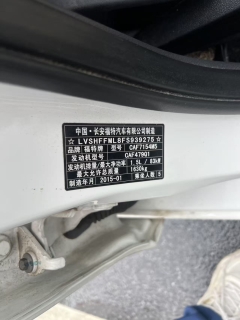 中国·长安福特汽车有限公司制造
☆LVSHFFML8FS939275☆
品牌 福特牌 整车型号 CAF7154M5
发动机型号 CAF479Q1
发动机排量/最大净功率 1.5L / 83kW
最大允许总质量 1630kg
制造年月 2015-01 乘坐人数 5